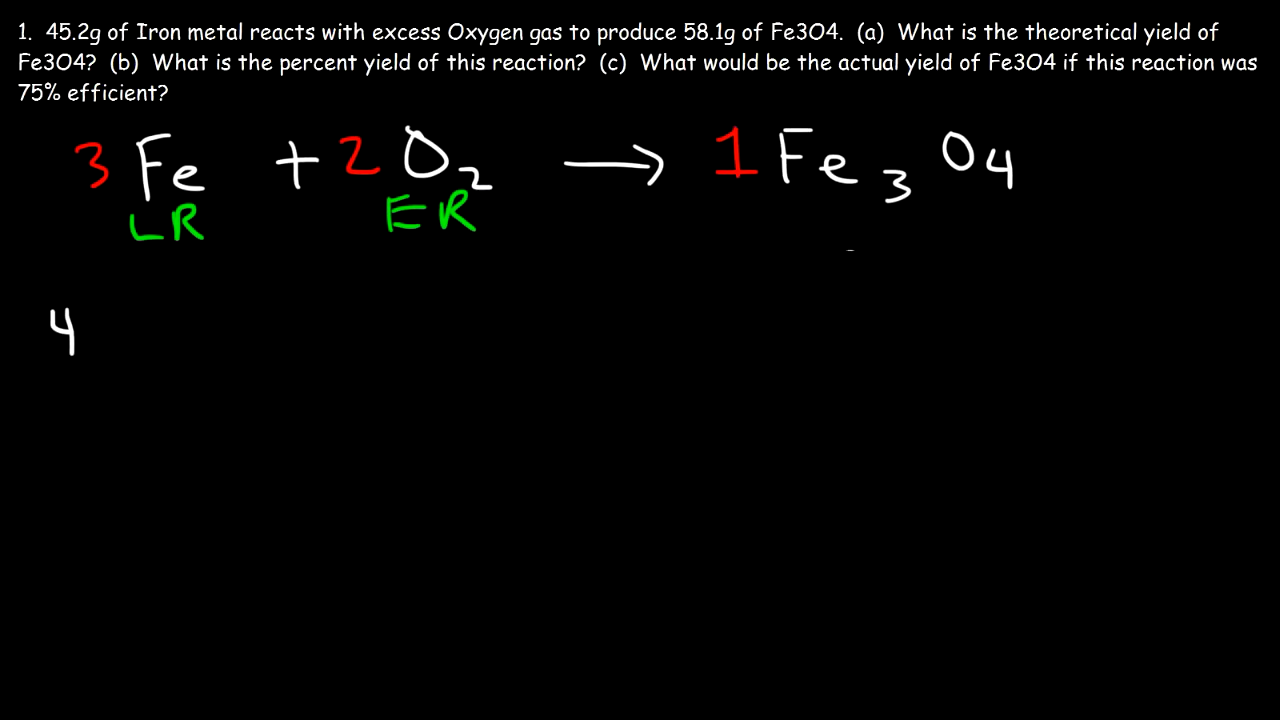 1. 45.2g of Iron metal reacts with excess Oxygen gas to produce 58.1g of Fe3O4. (a) What is the theoretical yield of
Fe3O4? (b) What is the percent yield of this reaction? (c) What would be the actual yield of Fe3O4 if this reaction was
75% efficient?
3 Fe + 2 O2 → 1 Fe3O4
LR ER
4